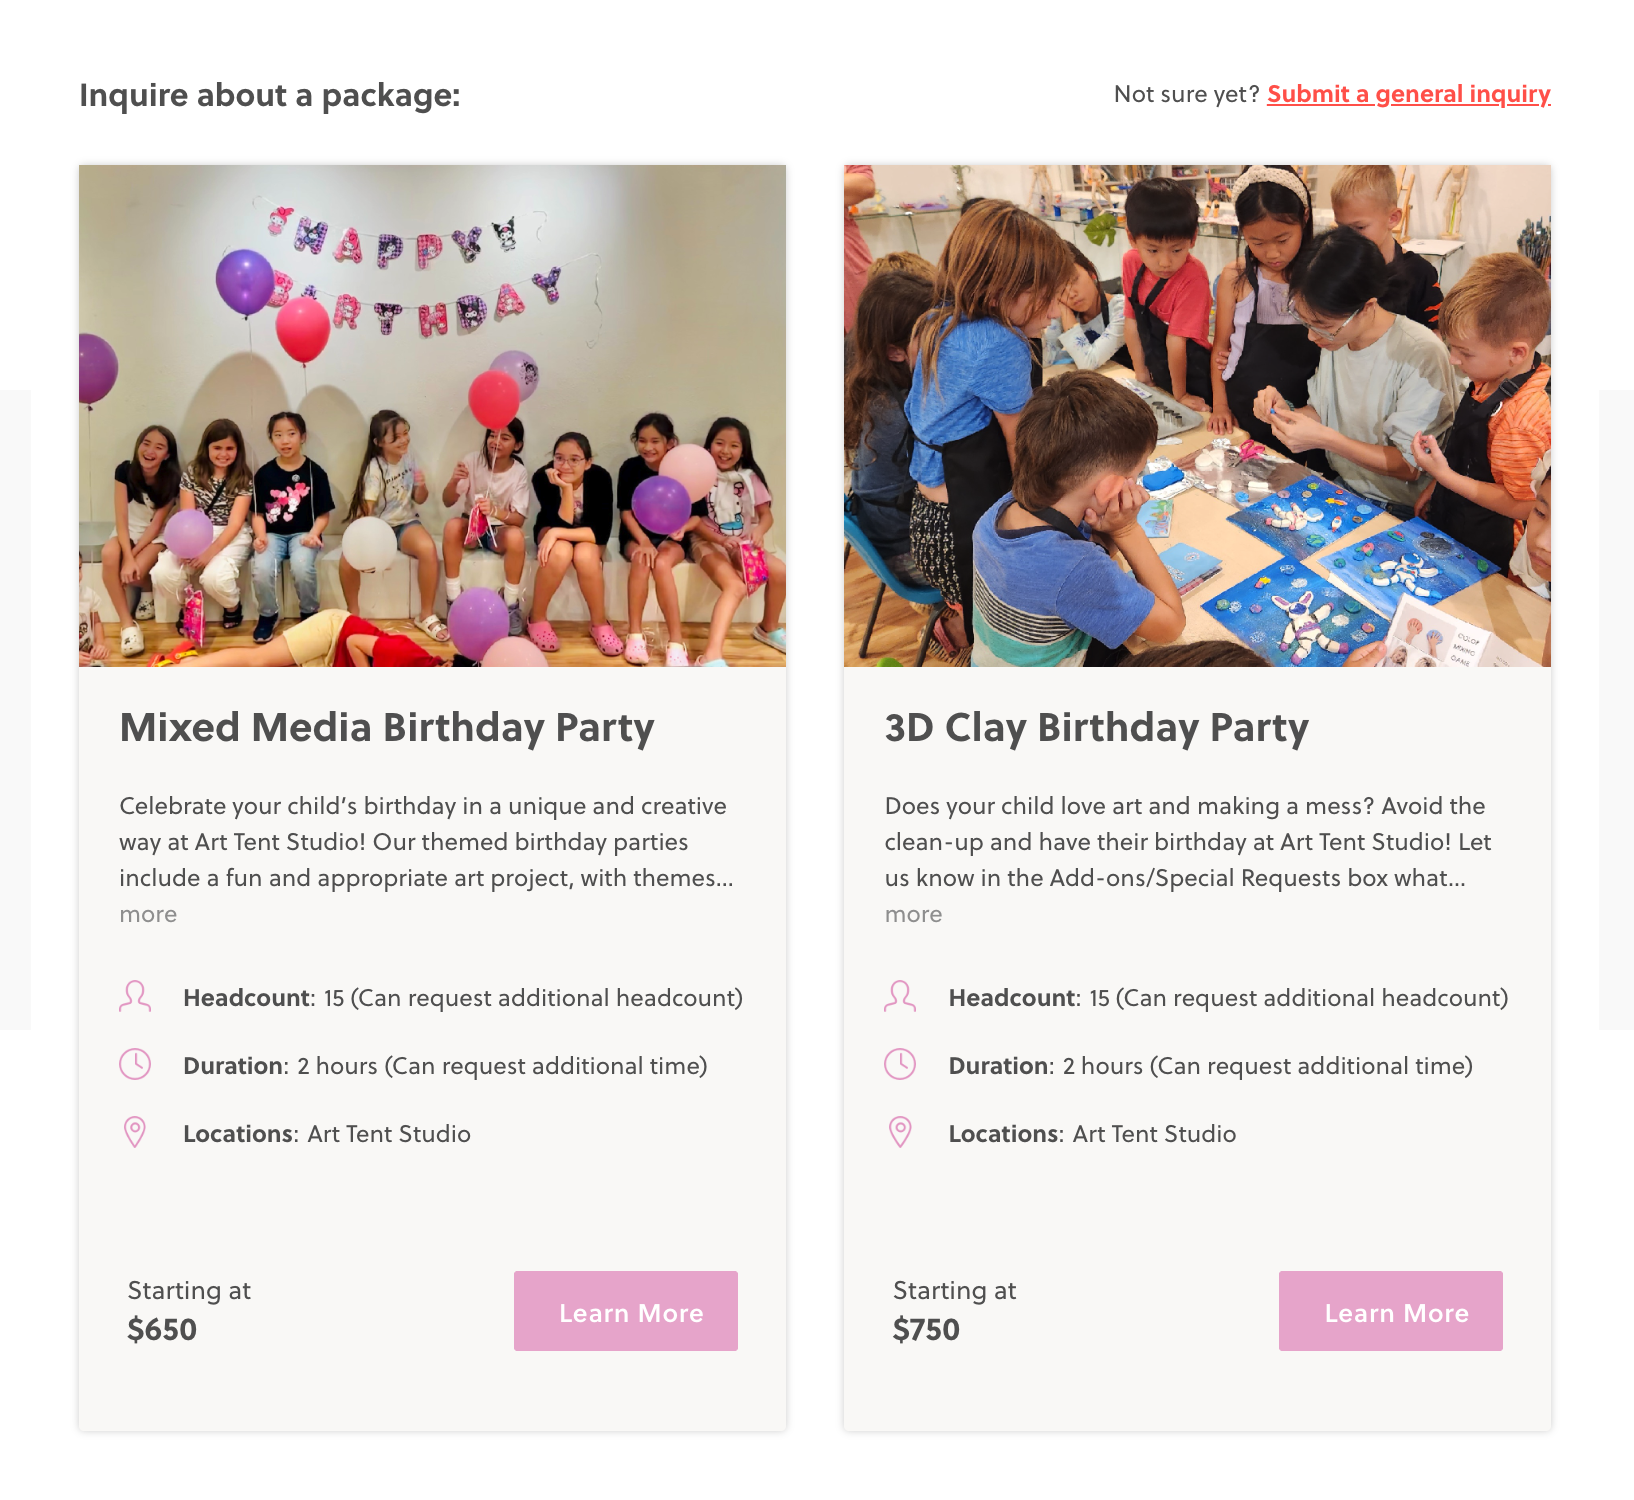 Inquire about a package:
Not sure yet? Submit a general inquiry
HAPPY
BIRTHDAY
COLOR
MIXING
GAME
Mixed Media Birthday Party
Celebrate your child's birthday in a unique and creative
way at Art Tent Studio! Our themed birthday parties
include a fun and appropriate art project, with themes...
more
Headcount: 15 (Can request additional headcount)
Duration: 2 hours (Can request additional time)
Locations: Art Tent Studio
Starting at
$650
Learn More
3D Clay Birthday Party
Does your child love art and making a mess? Avoid the
clean-up and have their birthday at Art Tent Studio! Let
us know in the Add-ons/Special Requests box what...
more
Headcount: 15 (Can request additional headcount)
Duration: 2 hours (Can request additional time)
Locations: Art Tent Studio
Starting at
$750
Learn More